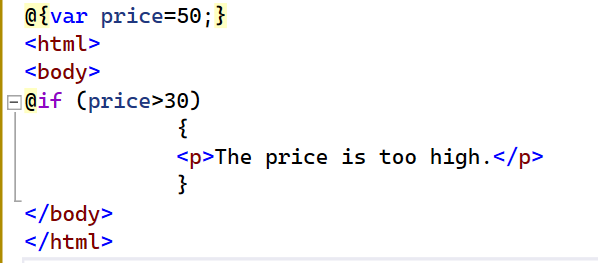 @{var price=50;}
<html>
<body>
@if (price>30)
{
<p>The price is too high.</p>
}
</body>
</html>